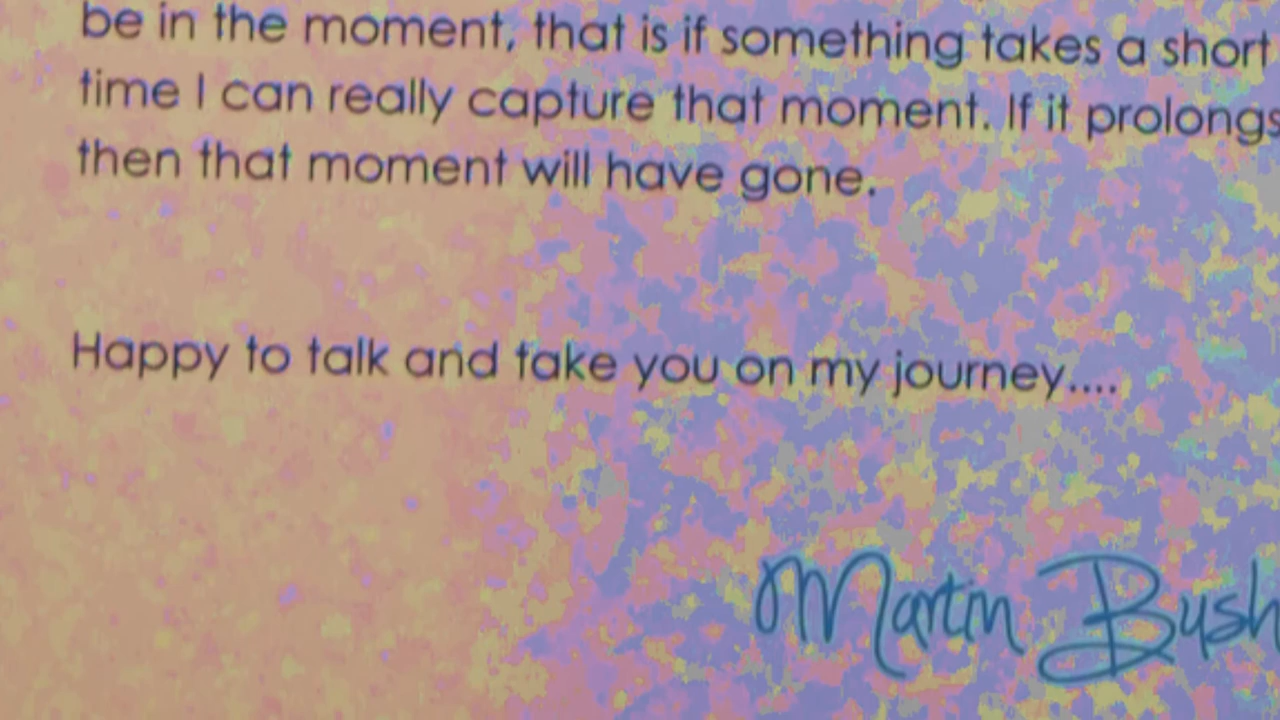 be in the moment, that is if something takes a short
time I can really capture that moment. If it prolongs
then that moment will have gone.
Happy to talk and take you on my journey....
Martin Bush